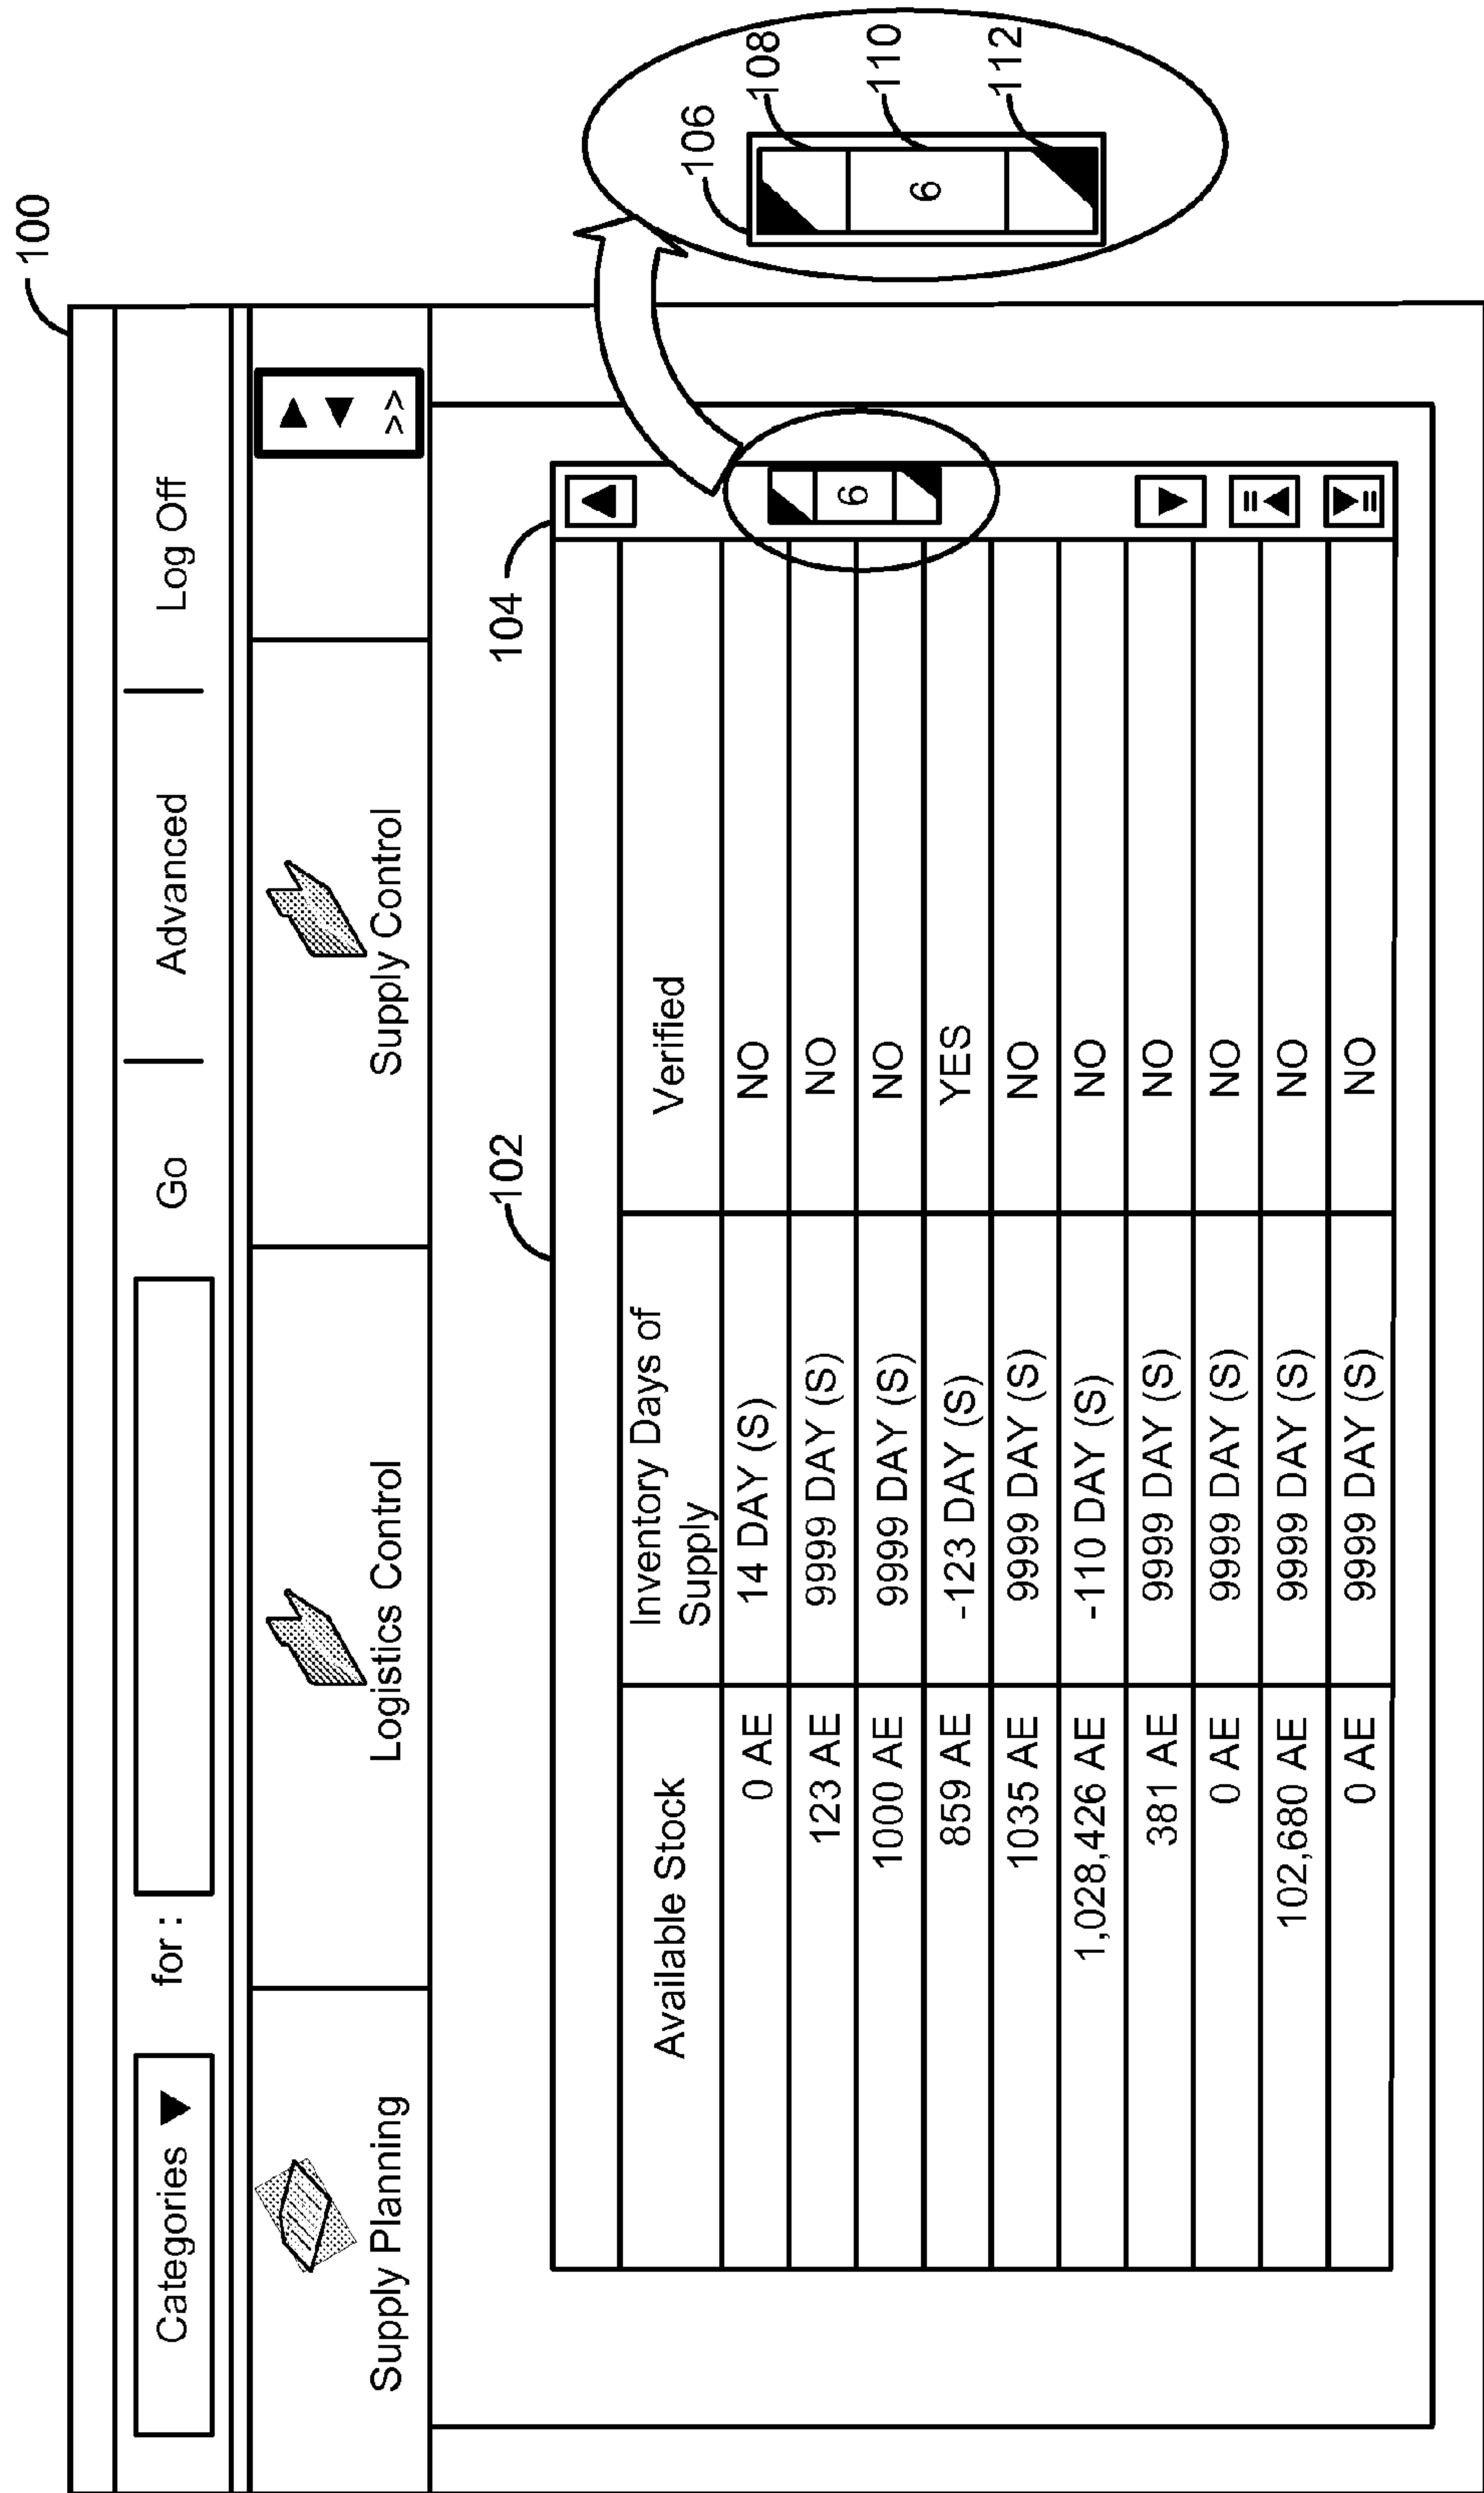 100
Categories ▼ for : Go | Advanced | Log Off
Supply Planning Logistics Control Supply Control >>
102 104
Available Stock Inventory Days of Supply Verified
0 AE 14 DAY (S) NO
123 AE 9999 DAY (S) NO
1000 AE 9999 DAY (S) NO
859 AE -123 DAY (S) YES
1035 AE 9999 DAY (S) NO
1,028,426 AE -110 DAY (S) NO
381 AE 9999 DAY (S) NO
0 AE 9999 DAY (S) NO
102,680 AE 9999 DAY (S) NO
0 AE 9999 DAY (S) NO
6
106
108
6
110
112